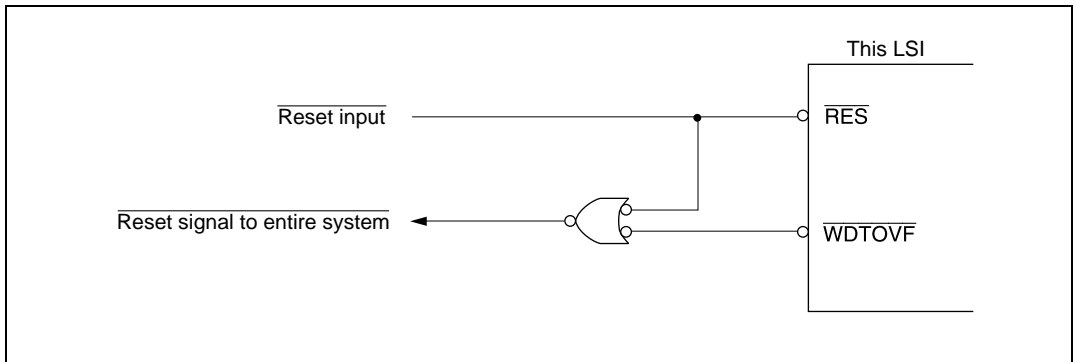 This LSI
Reset input
RES
Reset signal to entire system
WDTOVF